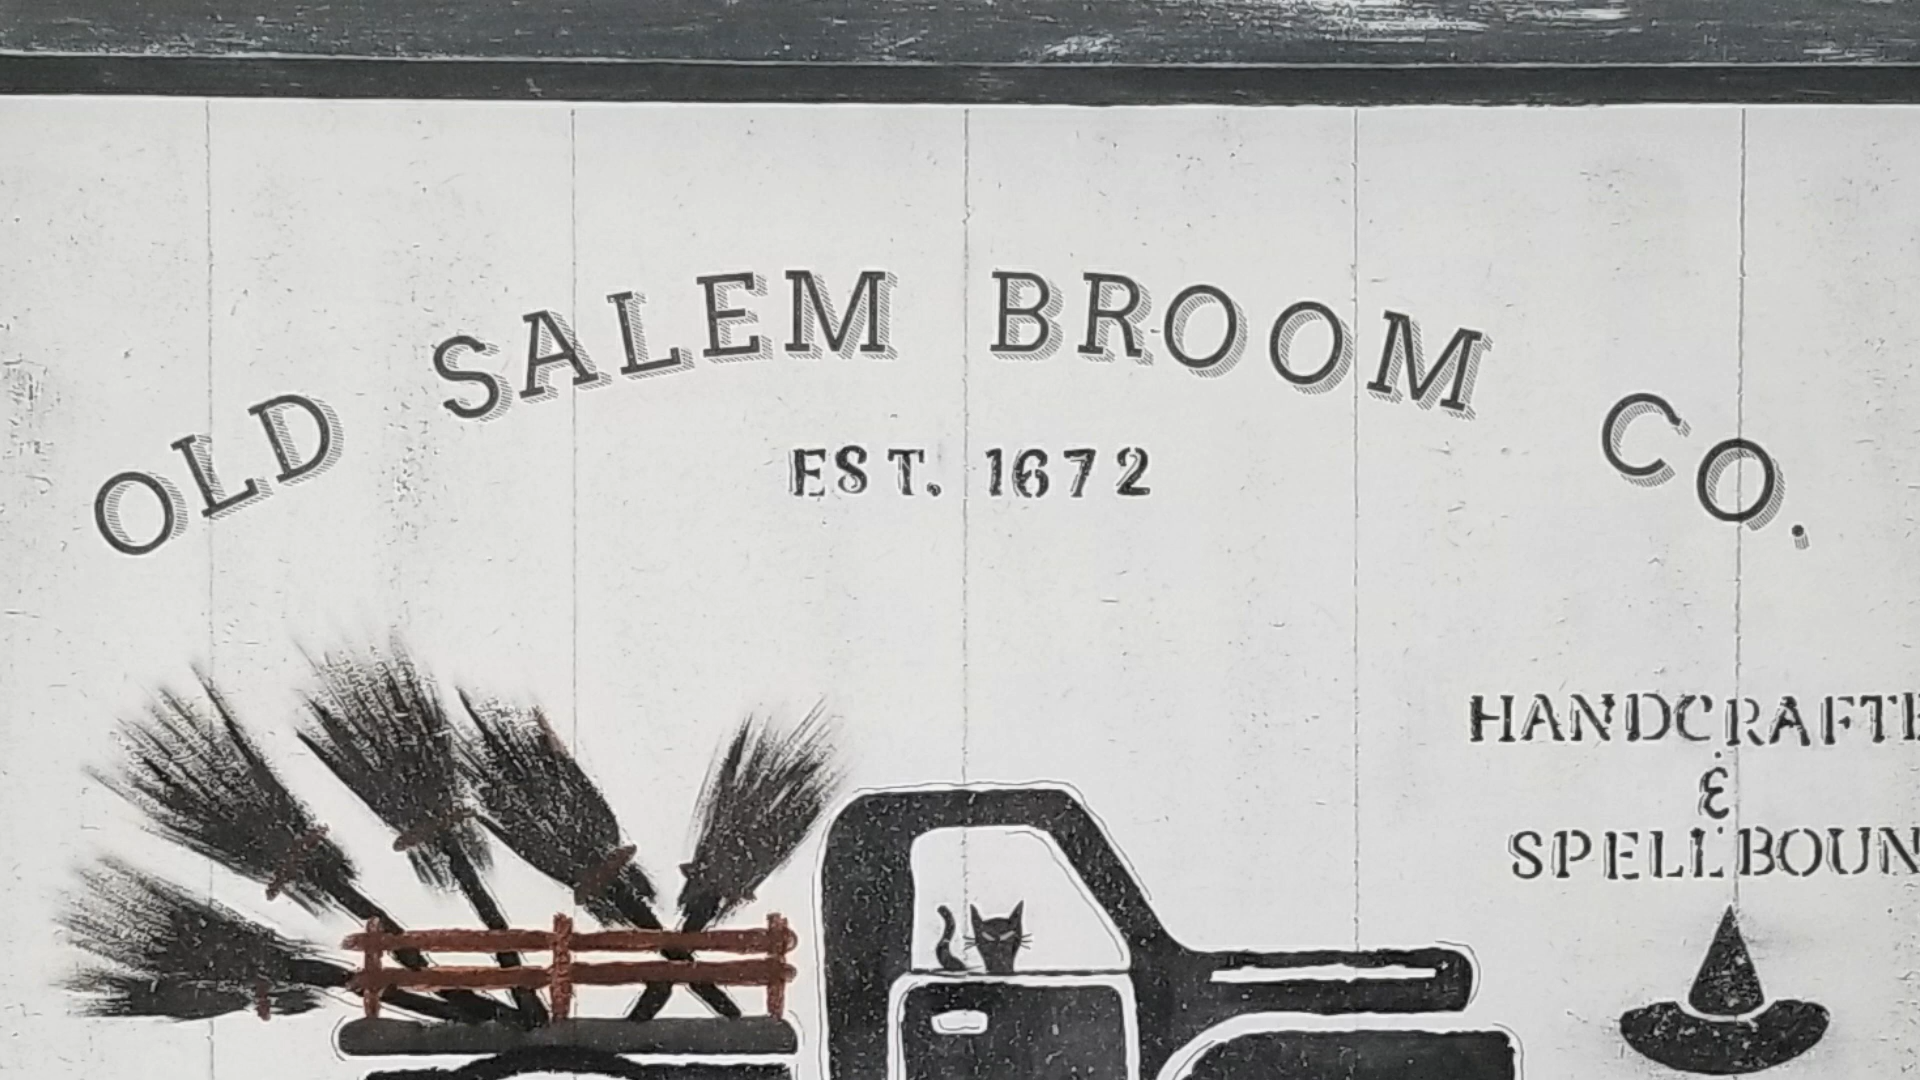 OLD SALEM BROOM CO.
EST. 1672
HANDCRAFTE
&
SPELLBOUN